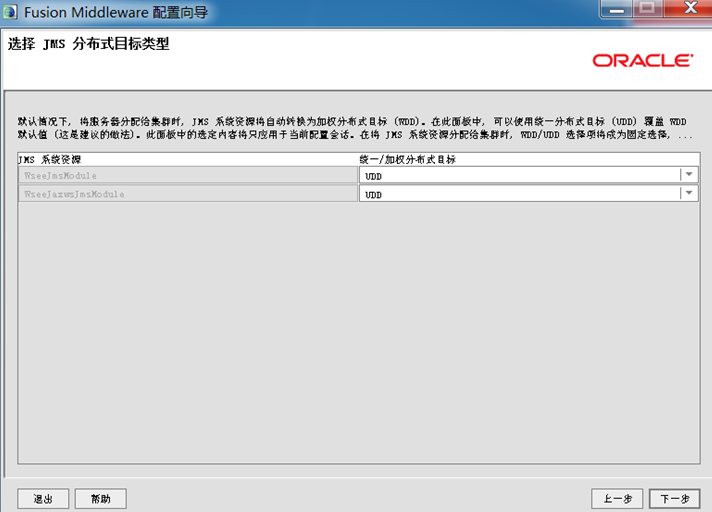 Fusion Middleware 配置向导
选择 JMS 分布式目标类型
ORACLE
默认情况下, 将服务器分配给集群时, JMS 系统资源将自动转换为加权分布式目标 (WDD)。在此面板中, 可以使用统一分布式目标 (UDD) 覆盖 WDD
默认值 (这是建议的做法)。此面板中的选定内容将只应用于当前配置会话。在将 JMS 系统资源分配给集群时, WDD/UDD 选择项将成为固定选择, ...
JMS 系统资源 统一/加权分布式目标
WseeJmsModule UDD
WseeJaxwsJmsModule UDD
退出 帮助 上一步 下一步